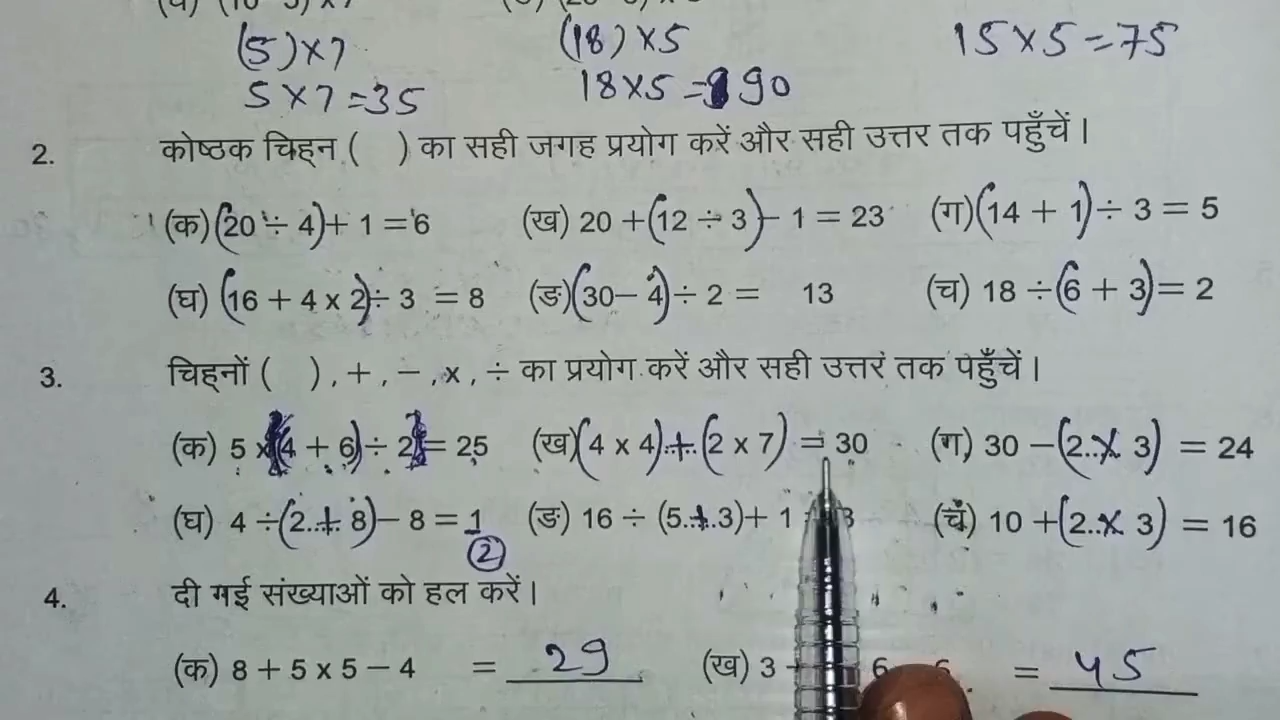 (5)×7 (18)×5 15×5=75
5×7=35 18×5=90
2. कोष्ठक चिह्न ( ) का सही जगह प्रयोग करें और सही उत्तर तक पहुँचें।
(क) (20 ÷ 4) + 1 = 6 (ख) 20 + (12 ÷ 3) − 1 = 23 (ग) (14 + 1) ÷ 3 = 5
(घ) (16 + 4 x 2) ÷ 3 = 8 (ङ) (30 − 4) ÷ 2 = 13 (च) 18 ÷ (6 + 3) = 2
3. चिह्नों ( ) , + , − , x , ÷ का प्रयोग करें और सही उत्तर तक पहुँचें।
(क) 5 x (4 + 6) ÷ 2 = 25 (ख) (4 x 4) + (2 x 7) = 30 (ग) 30 − (2 x 3) = 24
(घ) 4 ÷ (2 + 8) − 8 = 1 (ङ) 16 ÷ (5 + 3) + 1 3 (च) 10 + (2 x 3) = 16
②
4. दी गई संख्याओं को हल करें।
(क) 8 + 5 x 5 − 4 = 29 (ख) 3 6 = 45